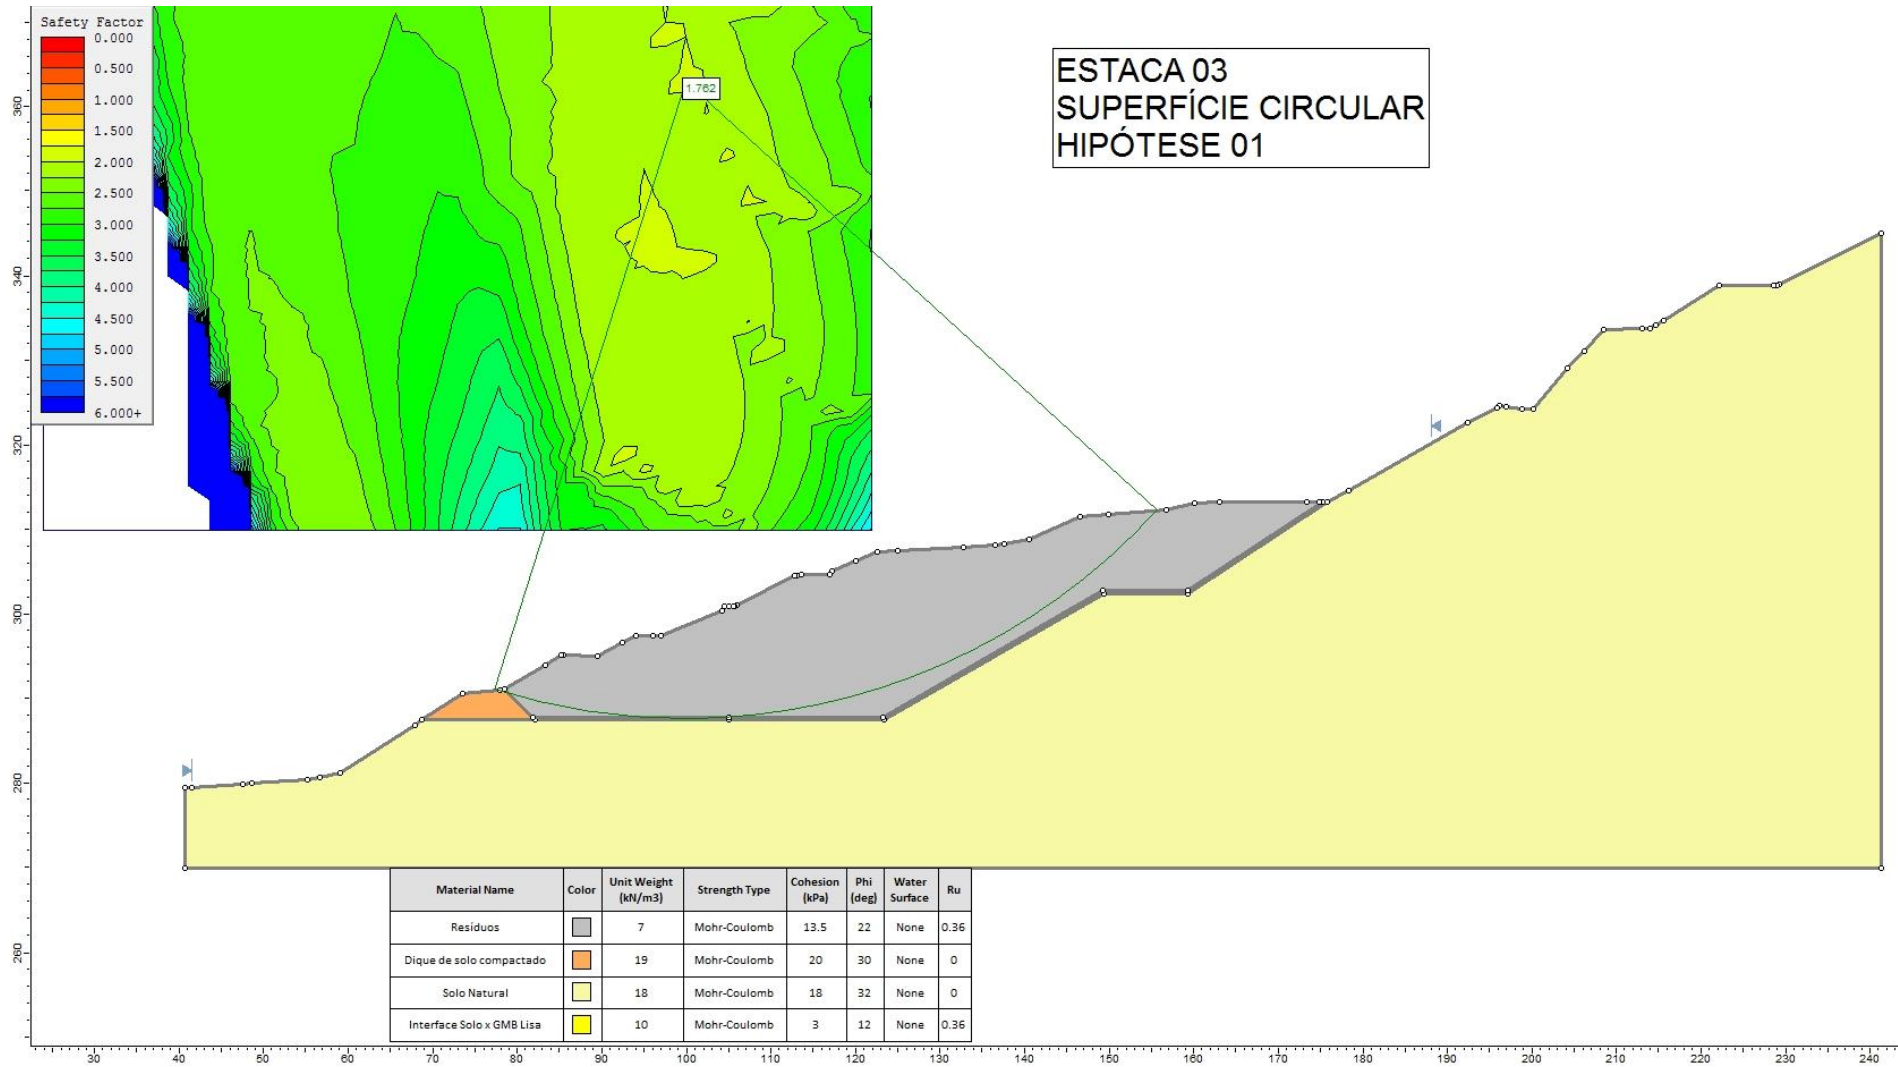 Safety Factor
0.000
0.500
1.000
1.500
2.000
2.500
3.000
3.500
4.000
4.500
5.000
5.500
6.000+
1.762
ESTACA 03
SUPERFÍCIE CIRCULAR
HIPÓTESE 01
360
340
320
300
280
260
Material Name Color Unit Weight (kN/m3) Strength Type Cohesion (kPa) Phi (deg) Water Surface Ru
Resíduos 7 Mohr-Coulomb 13.5 22 None 0.36
Dique de solo compactado 19 Mohr-Coulomb 20 30 None 0
Solo Natural 18 Mohr-Coulomb 18 32 None 0
Interface Solo x GMB Lisa 10 Mohr-Coulomb 3 12 None 0.36
30 40 50 60 70 80 90 100 110 120 130 140 150 160 170 180 190 200 210 220 230 240